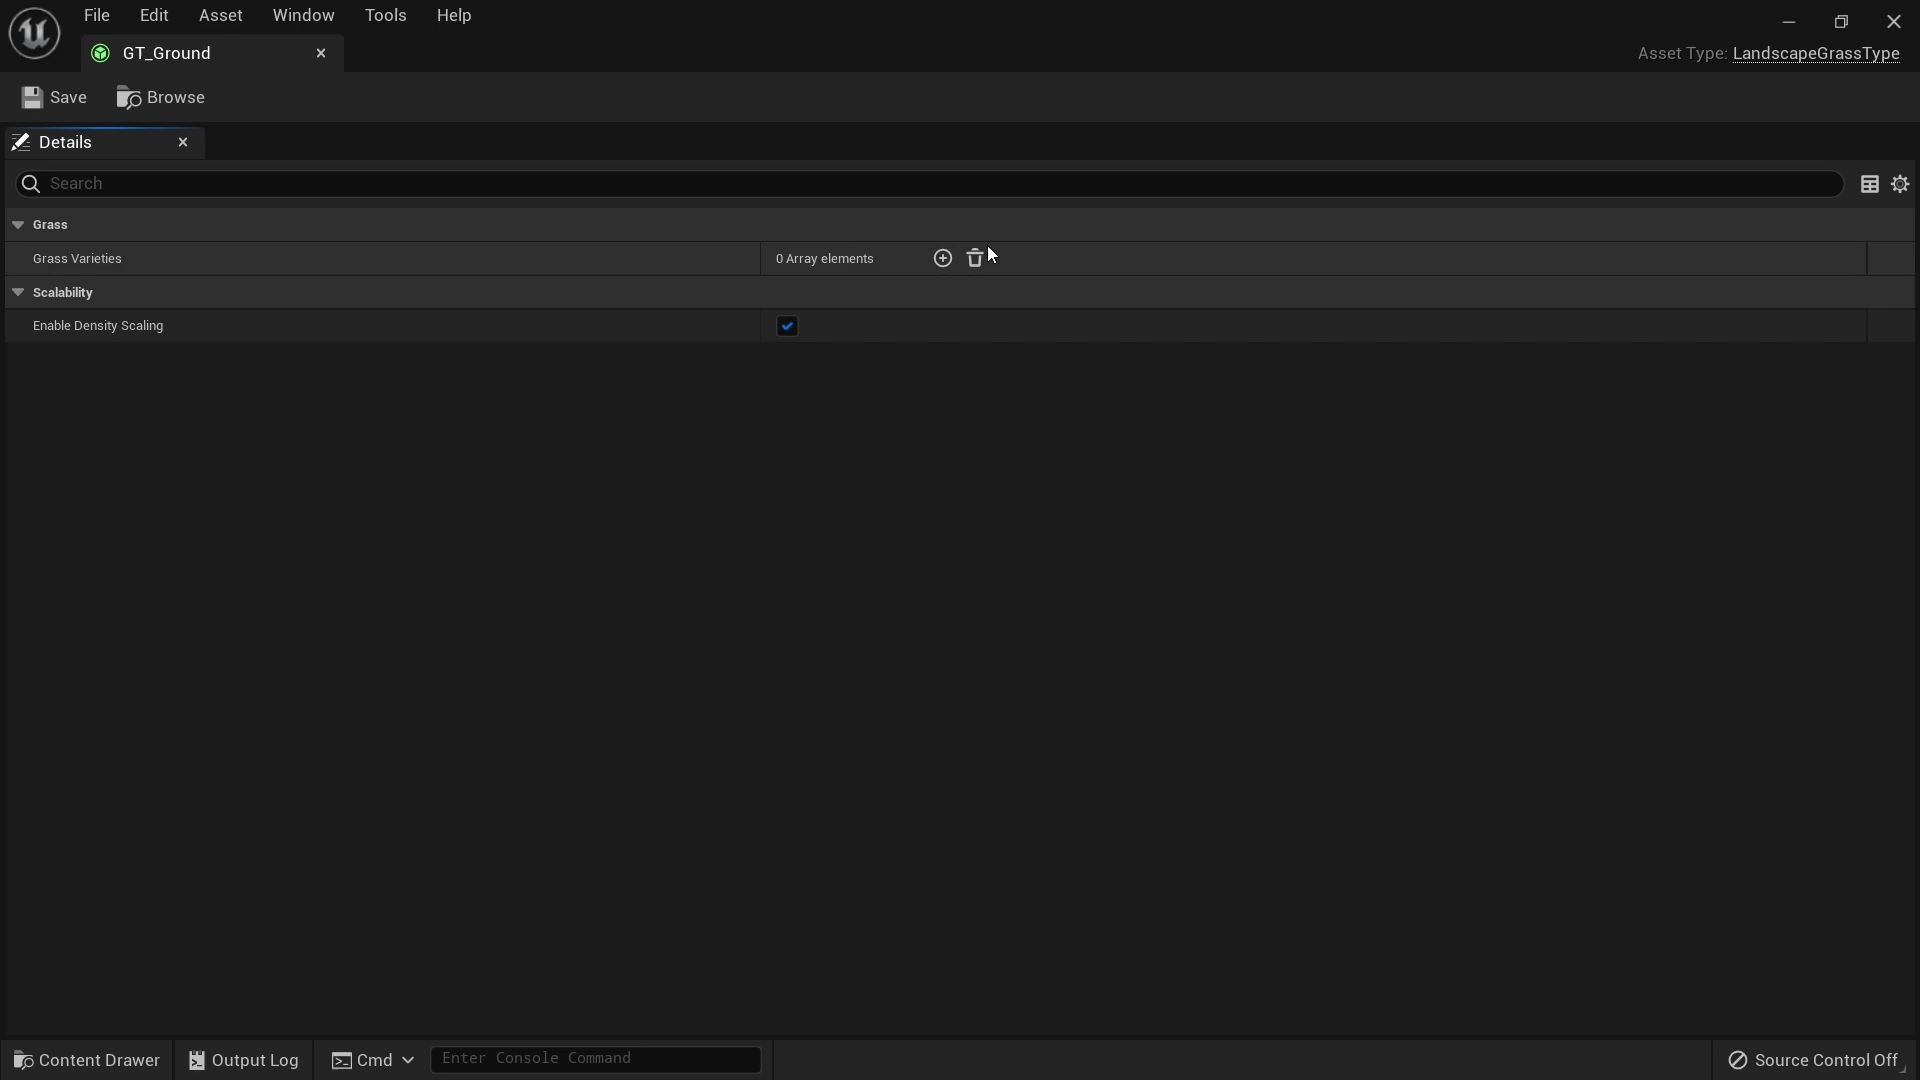 File Edit Asset Window Tools Help
GT_Ground
Asset Type: LandscapeGrassType
Save Browse
Details
Search
Grass
Grass Varieties 0 Array elements
Scalability
Enable Density Scaling
Content Drawer Output Log Cmd Enter Console Command Source Control Off